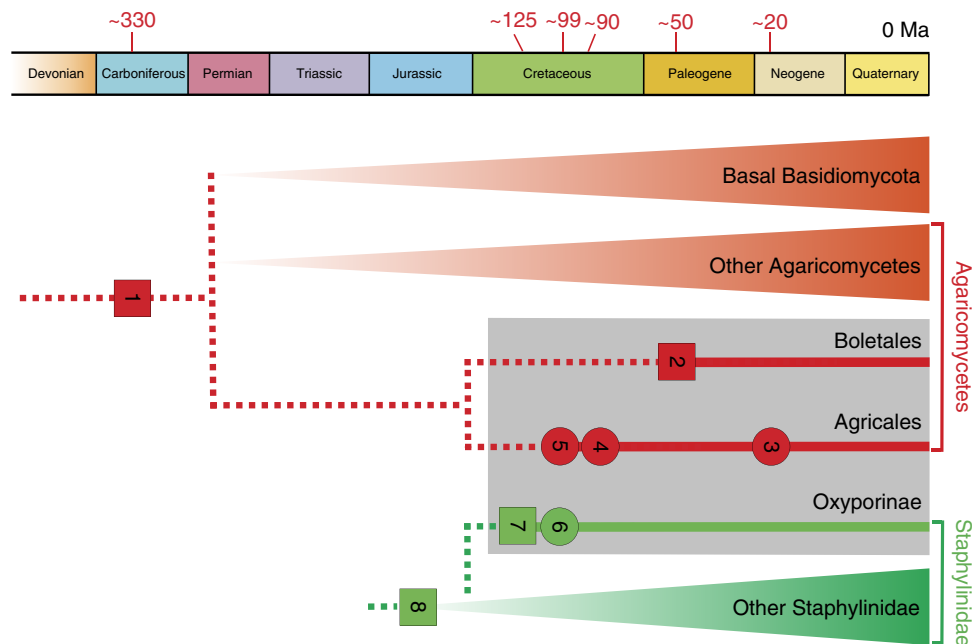 ~330
~125
~99
~90
~50
~20
0 Ma
Devonian
Carboniferous
Permian
Triassic
Jurassic
Cretaceous
Paleogene
Neogene
Quaternary
Basal Basidiomycota
Other Agaricomycetes
Agaricomycetes
1
Boletales
2
Agricales
5
4
3
Oxyporinae
7
6
Staphylinidae
8
Other Staphylinidae